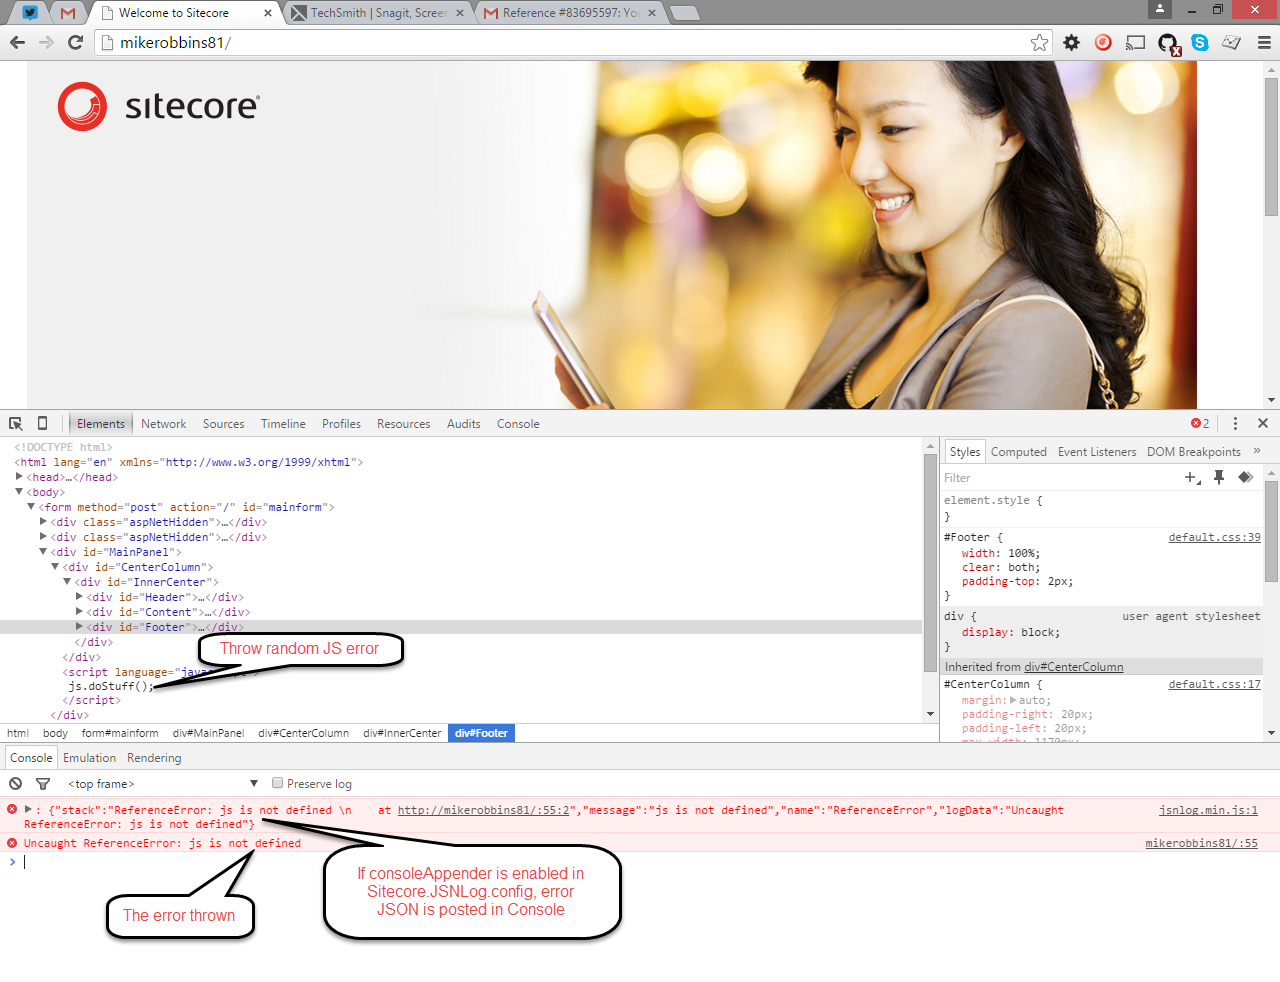 Welcome to Sitecore
TechSmith | Snagit, Screen
Reference #83695597: You
mikerobbins81/
sitecore
Elements Network Sources Timeline Profiles Resources Audits Console 2
<!DOCTYPE html>
<html lang="en" xmlns="http://www.w3.org/1999/xhtml">
<head>…</head>
<body>
<form method="post" action="/" id="mainform">
<div class="aspNetHidden">…</div>
<div class="aspNetHidden">…</div>
<div id="MainPanel">
<div id="CenterColumn">
<div id="InnerCenter">
<div id="Header">…</div>
<div id="Content">…</div>
<div id="Footer">…</div>
</div>
Throw random JS error
</div>
<script language="javas
js.doStuff();
</script>
</div>
html body form#mainform div#MainPanel div#CenterColumn div#InnerCenter div#Footer
Styles Computed Event Listeners DOM Breakpoints »
Filter
element.style {
}
#Footer { default.css:39
width: 100%;
clear: both;
padding-top: 2px;
}
div { user agent stylesheet
display: block;
}
Inherited from div#CenterColumn
#CenterColumn { default.css:17
margin: auto;
padding-right: 20px;
padding-left: 20px;
max-width: 1170px;
Console Emulation Rendering
<top frame> Preserve log
: {"stack":"ReferenceError: js is not defined \n    at http://mikerobbins81/:55:2","message":"js is not defined","name":"ReferenceError","logData":"Uncaught jsnlog.min.js:1
ReferenceError: js is not defined"}
Uncaught ReferenceError: js is not defined mikerobbins81/:55
>
If consoleAppender is enabled in
Sitecore.JSNLog.config, error
JSON is posted in Console
The error thrown